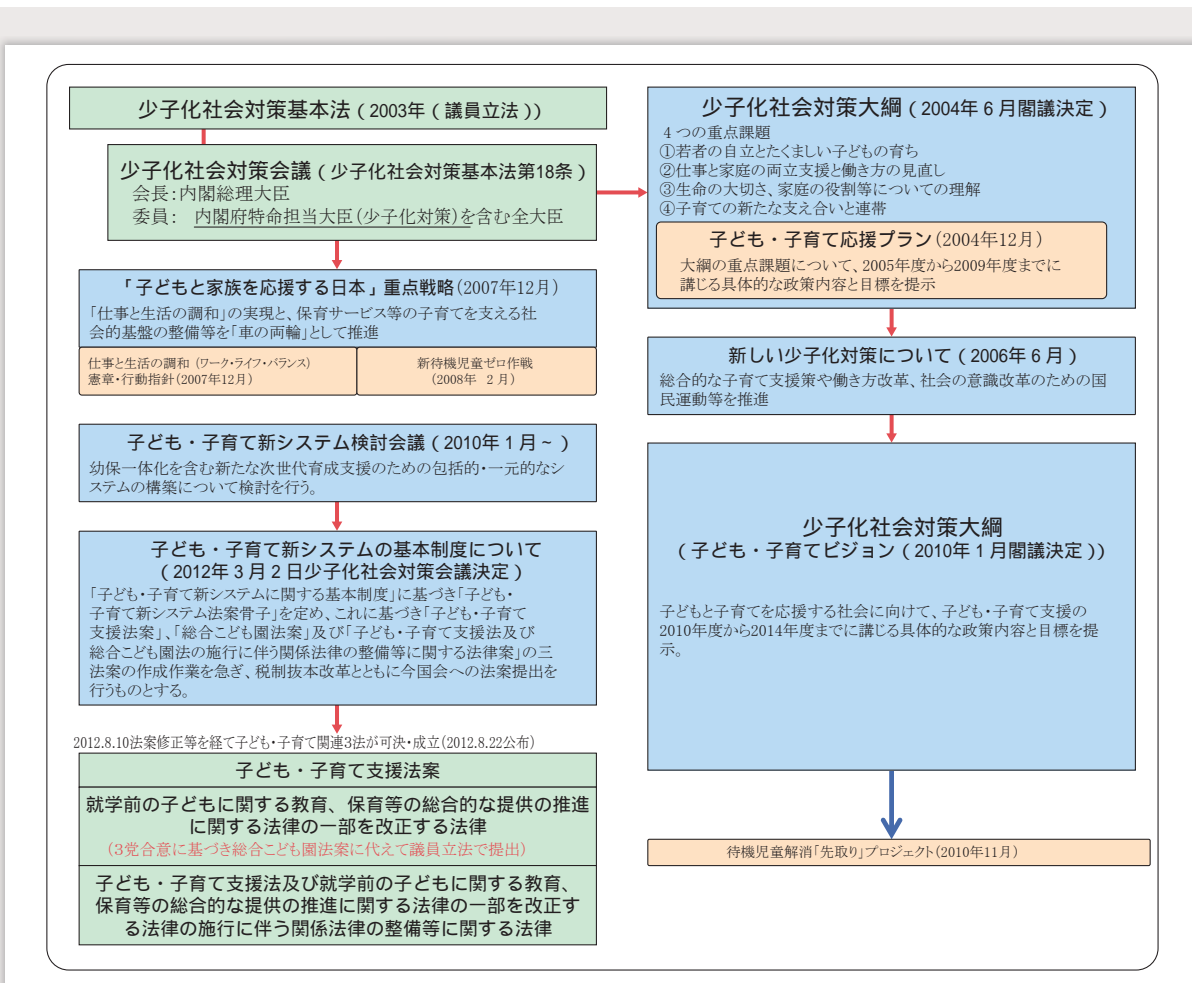 少子化社会対策基本法(2003年(議員立法))
少子化社会対策会議(少子化社会対策基本法第18条)
会長:内閣総理大臣
委員: 内閣府特命担当大臣(少子化対策)を含む全大臣
「子どもと家族を応援する日本」重点戦略(2007年12月)
「仕事と生活の調和」の実現と、保育サービス等の子育てを支える社
会的基盤の整備等を「車の両輪」として推進
仕事と生活の調和 (ワーク・ライフ・バランス)
憲章・行動指針(2007年12月)
新待機児童ゼロ作戦
(2008年 2月)
子ども・子育て新システム検討会議(2010年1月~)
幼保一体化を含む新たな次世代育成支援のための包括的・一元的なシ
ステムの構築について検討を行う。
子ども・子育て新システムの基本制度について
(2012年3月2日少子化社会対策会議決定)
「子ども・子育て新システムに関する基本制度」に基づき「子ども・
子育て新システム法案骨子」を定め、これに基づき「子ども・子育て
支援法案」、「総合こども園法案」及び「子ども・子育て支援法及び
総合こども園法の施行に伴う関係法律の整備等に関する法律案」の三
法案の作成作業を急ぎ、税制抜本改革とともに今国会への法案提出を
行うものとする。
2012.8.10法案修正等を経て子ども・子育て関連3法が可決・成立(2012.8.22公布)
子ども・子育て支援法案
就学前の子どもに関する教育、保育等の総合的な提供の推進
に関する法律の一部を改正する法律
(3党合意に基づき総合こども園法案に代えて議員立法で提出)
子ども・子育て支援法及び就学前の子どもに関する教育、
保育等の総合的な提供の推進に関する法律の一部を改正す
る法律の施行に伴う関係法律の整備等に関する法律
少子化社会対策大綱(2004年6月閣議決定)
4つの重点課題
①若者の自立とたくましい子どもの育ち
②仕事と家庭の両立支援と働き方の見直し
③生命の大切さ、家庭の役割等についての理解
④子育ての新たな支え合いと連帯
子ども・子育て応援プラン(2004年12月)
大綱の重点課題について、2005年度から2009年度までに
講じる具体的な政策内容と目標を提示
新しい少子化対策について(2006年6月)
総合的な子育て支援策や働き方改革、社会の意識改革のための国
民運動等を推進
少子化社会対策大綱
(子ども・子育てビジョン(2010年1月閣議決定))
子どもと子育てを応援する社会に向けて、子ども・子育て支援の
2010年度から2014年度までに講じる具体的な政策内容と目標を提
示。
待機児童解消「先取り」プロジェクト(2010年11月)